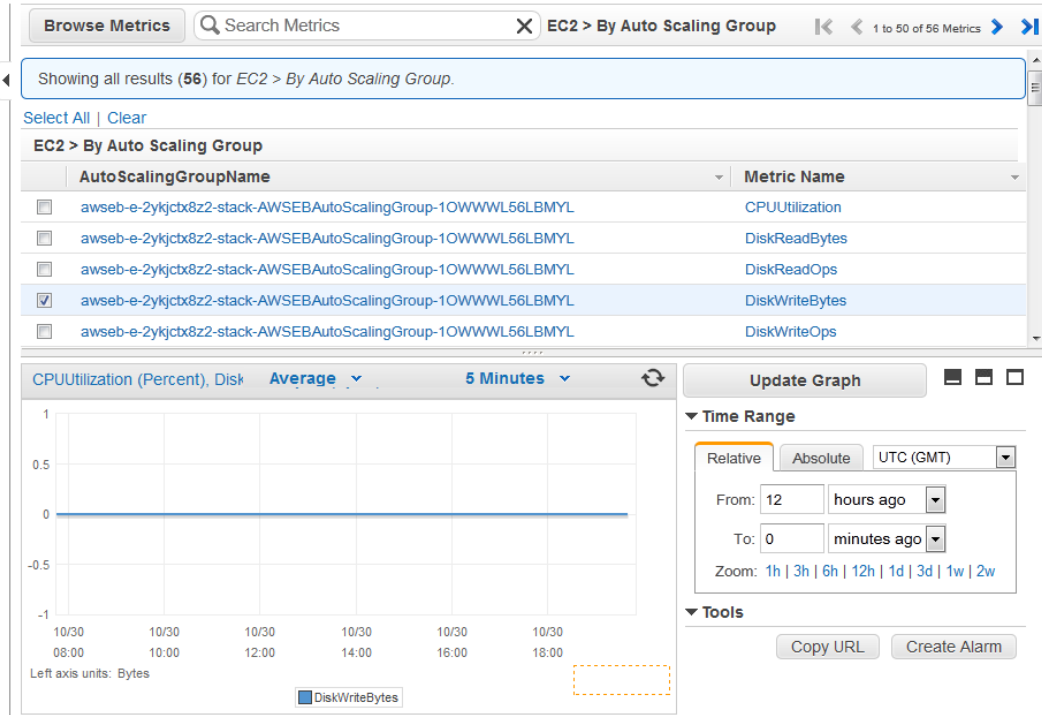 Browse Metrics Search Metrics EC2 > By Auto Scaling Group 1 to 50 of 56 Metrics
Showing all results (56) for EC2 > By Auto Scaling Group.
Select All | Clear
EC2 > By Auto Scaling Group
AutoScalingGroupName Metric Name
awseb-e-2ykjctx8z2-stack-AWSEBAutoScalingGroup-1OWWWL56LBMYL CPUUtilization
awseb-e-2ykjctx8z2-stack-AWSEBAutoScalingGroup-1OWWWL56LBMYL DiskReadBytes
awseb-e-2ykjctx8z2-stack-AWSEBAutoScalingGroup-1OWWWL56LBMYL DiskReadOps
awseb-e-2ykjctx8z2-stack-AWSEBAutoScalingGroup-1OWWWL56LBMYL DiskWriteBytes
awseb-e-2ykjctx8z2-stack-AWSEBAutoScalingGroup-1OWWWL56LBMYL DiskWriteOps
CPUUtilization (Percent), Disk Average 5 Minutes
1
0.5
0
-0.5
-1
10/30 10/30 10/30 10/30 10/30 10/30
08:00 10:00 12:00 14:00 16:00 18:00
Left axis units: Bytes
DiskWriteBytes
Update Graph
Time Range
Relative Absolute UTC (GMT)
From: 12 hours ago
To: 0 minutes ago
Zoom: 1h | 3h | 6h | 12h | 1d | 3d | 1w | 2w
Tools
Copy URL Create Alarm